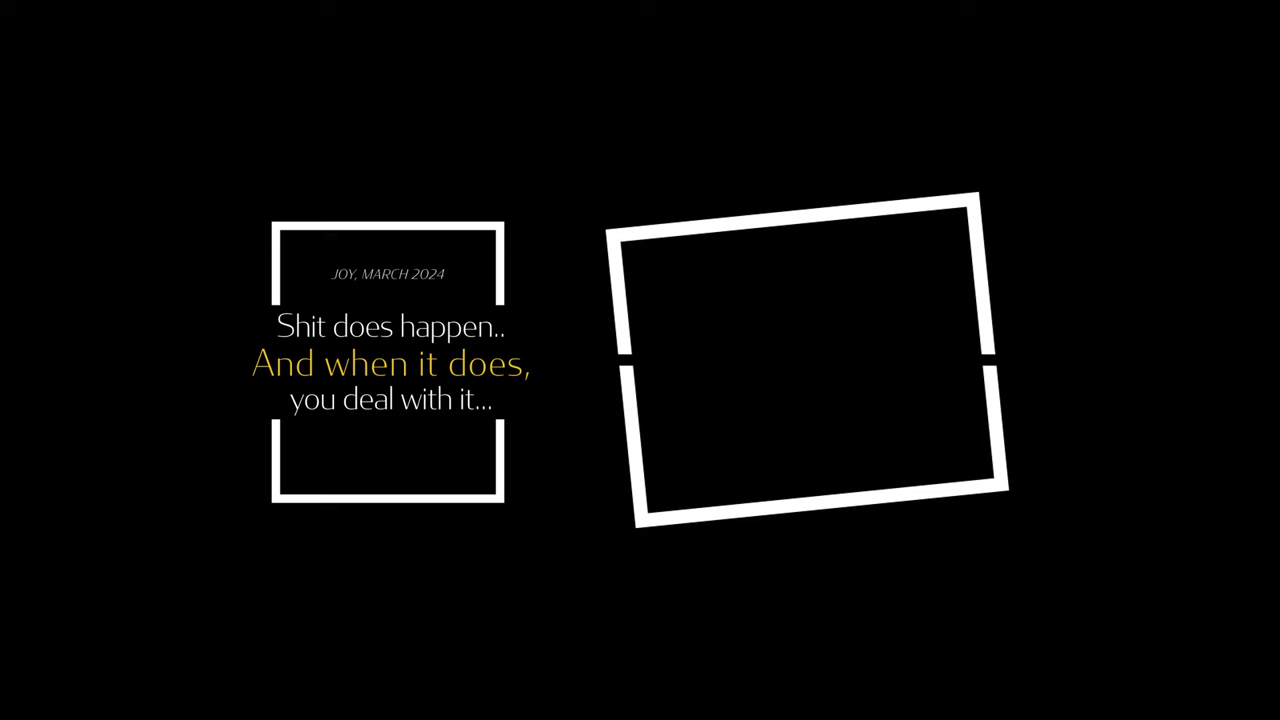 JOY, MARCH 2024
Shit does happen..
And when it does,
you deal with it...